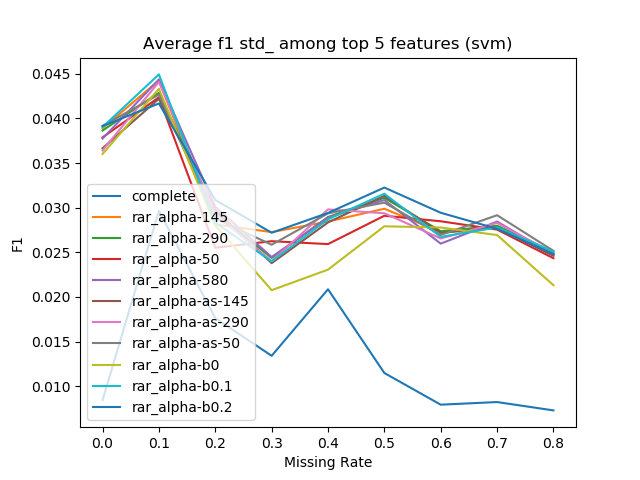 Average f1 std_ among top 5 features (svm)
0.045
0.040
0.035
0.030
0.025
0.020
0.015
0.010
F1
complete
rar_alpha-145
rar_alpha-290
rar_alpha-50
rar_alpha-580
rar_alpha-as-145
rar_alpha-as-290
rar_alpha-as-50
rar_alpha-b0
rar_alpha-b0.1
rar_alpha-b0.2
0.0 0.1 0.2 0.3 0.4 0.5 0.6 0.7 0.8
Missing Rate